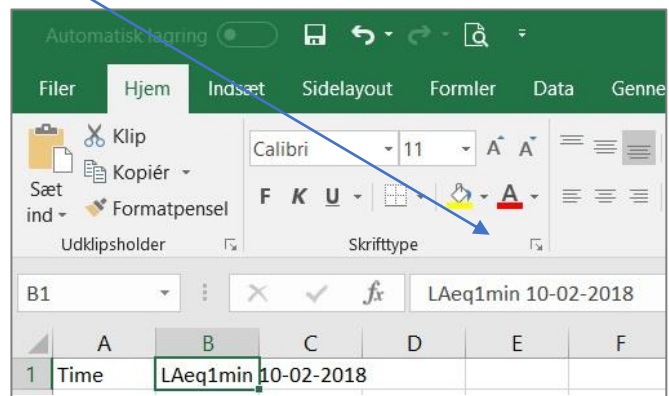 Automatisk lagring
Filer Hjem Indsæt Sidelayout Formler Data Genne
Klip
Kopiér
Formatpensel
Sæt
ind
Calibri 11 A A
F K U A
Udklipsholder Skrifttype
B1 fx LAeq1min 10-02-2018
A B C D E F
1 Time LAeq1min 10-02-2018